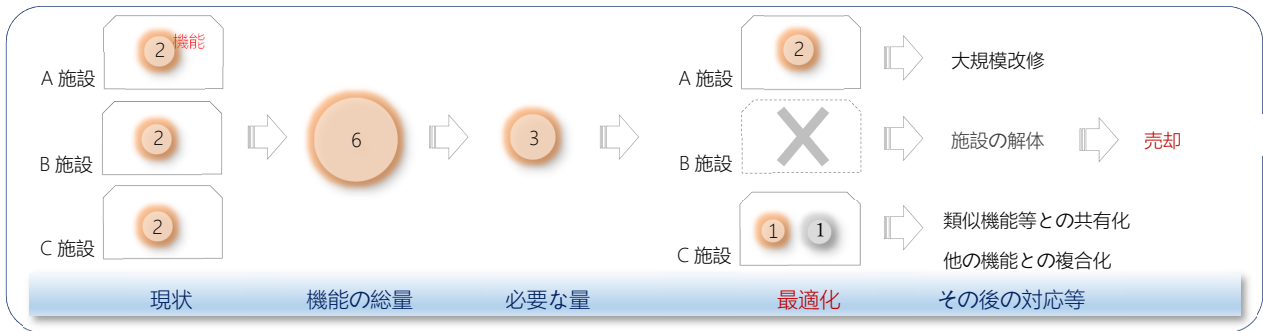 2
機能
A 施設
2
B 施設
2
C 施設
6
3
2
A 施設
B 施設
1
1
C 施設
大規模改修
施設の解体
売却
類似機能等との共有化
他の機能との複合化
現状
機能の総量
必要な量
最適化
その後の対応等